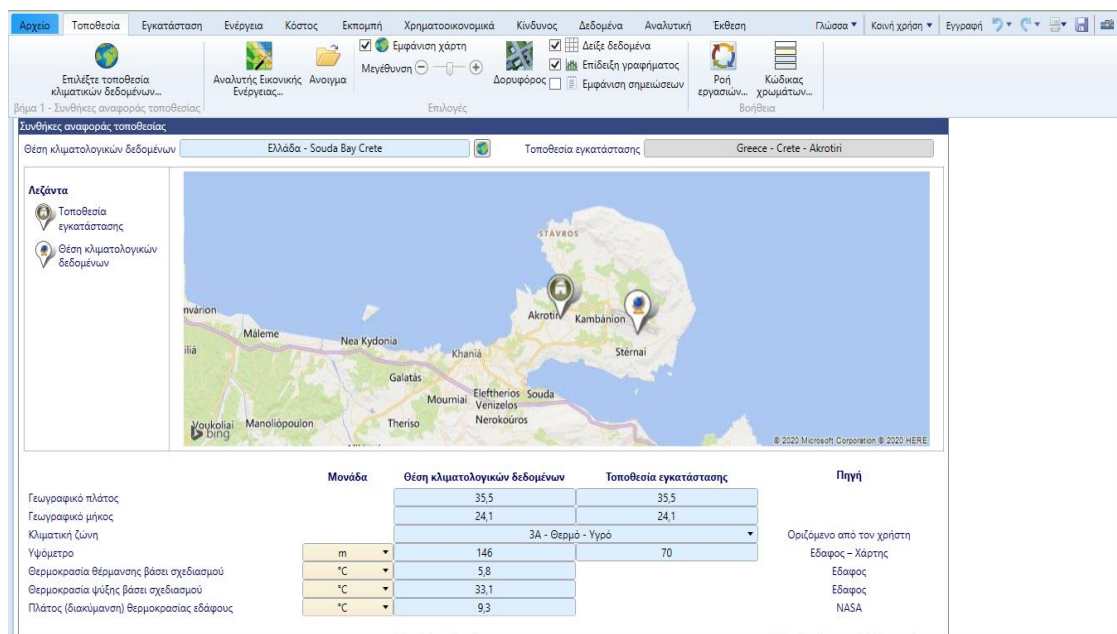 Αρχείο Τοποθεσία Εγκατάσταση Ενέργεια Κόστος Εκπομπή Χρηματοοικονομικά Κίνδυνος Δεδομένα Αναλυτική Έκθεση Γλώσσα Κοινή χρήση Εγγραφή
Επιλέξτε τοποθεσία
κλιματικών δεδομένων...
Αναλυτής Εικονικής
Ενέργειας...
Ανοιγμα
Εμφάνιση χάρτη
Μεγέθυνση
Δορυφόρος
Δείξε δεδομένα
Επίδειξη γραφήματος
Εμφάνιση σημειώσεων
Ροή
εργασιών...
Κώδικας
χρωμάτων...
βήμα 1 - Συνθήκες αναφοράς τοποθεσίας Επιλογές Βοήθεια
Συνθήκες αναφοράς τοποθεσίας
Θέση κλιματολογικών δεδομένων Ελλάδα - Souda Bay Crete Τοποθεσία εγκατάστασης Greece - Crete - Akrotiri
Λεζάντα
Τοποθεσία
εγκατάστασης
Θέση κλιματολογικών
δεδομένων
STAVROS
Akrotiri
Kambánion
Stérnai
nvárion
Máleme
Nea Kydonia
iliá
Khaniá
Galatás
Mourniai
Eleftherios
Venizelos
Souda
Nerokoúros
Voukoliai
Manoliópoulon
Theriso
bing
© 2020 Microsoft Corporation © 2020 HERE
Μονάδα Θέση κλιματολογικών δεδομένων Τοποθεσία εγκατάστασης Πηγή
Γεωγραφικό πλάτος 35,5 35,5
Γεωγραφικό μήκος 24,1 24,1
Κλιματική ζώνη 3A - Θερμό - Υγρό Οριζόμενο από τον χρήστη
Υψόμετρο m 146 70 Εδαφος – Χάρτης
Θερμοκρασία θέρμανσης βάσει σχεδιασμού °C 5,8 Εδαφος
Θερμοκρασία ψύξης βάσει σχεδιασμού °C 33,1 Εδαφος
Πλάτος (διακύμανση) θερμοκρασίας εδάφους °C 9,3 NASA